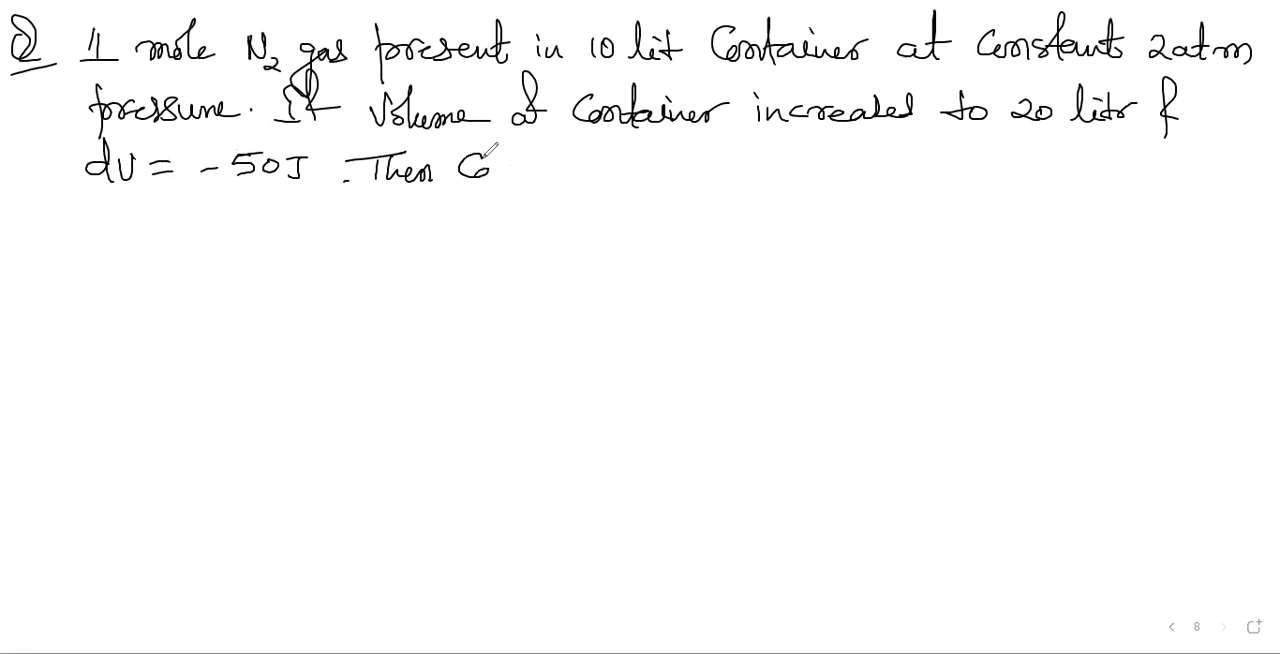 Q 1 mole N₂ gas present in 10 lit Container at Constant 2atm
pressure. If Volume of Container increased to 20 litr &
dU = -50J. Then Co
8